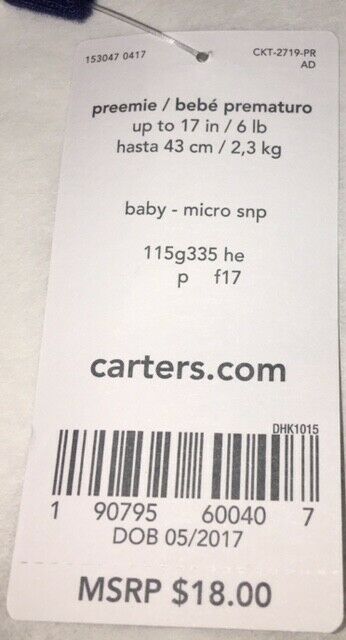 153047 0417
CKT-2719-PR
AD
preemie / bebé prematuro
up to 17 in / 6 lb
hasta 43 cm / 2,3 kg
baby - micro snp
115g335 he
p f17
carters.com
DHK1015
1 90795 60040 7
DOB 05/2017
MSRP $18.00